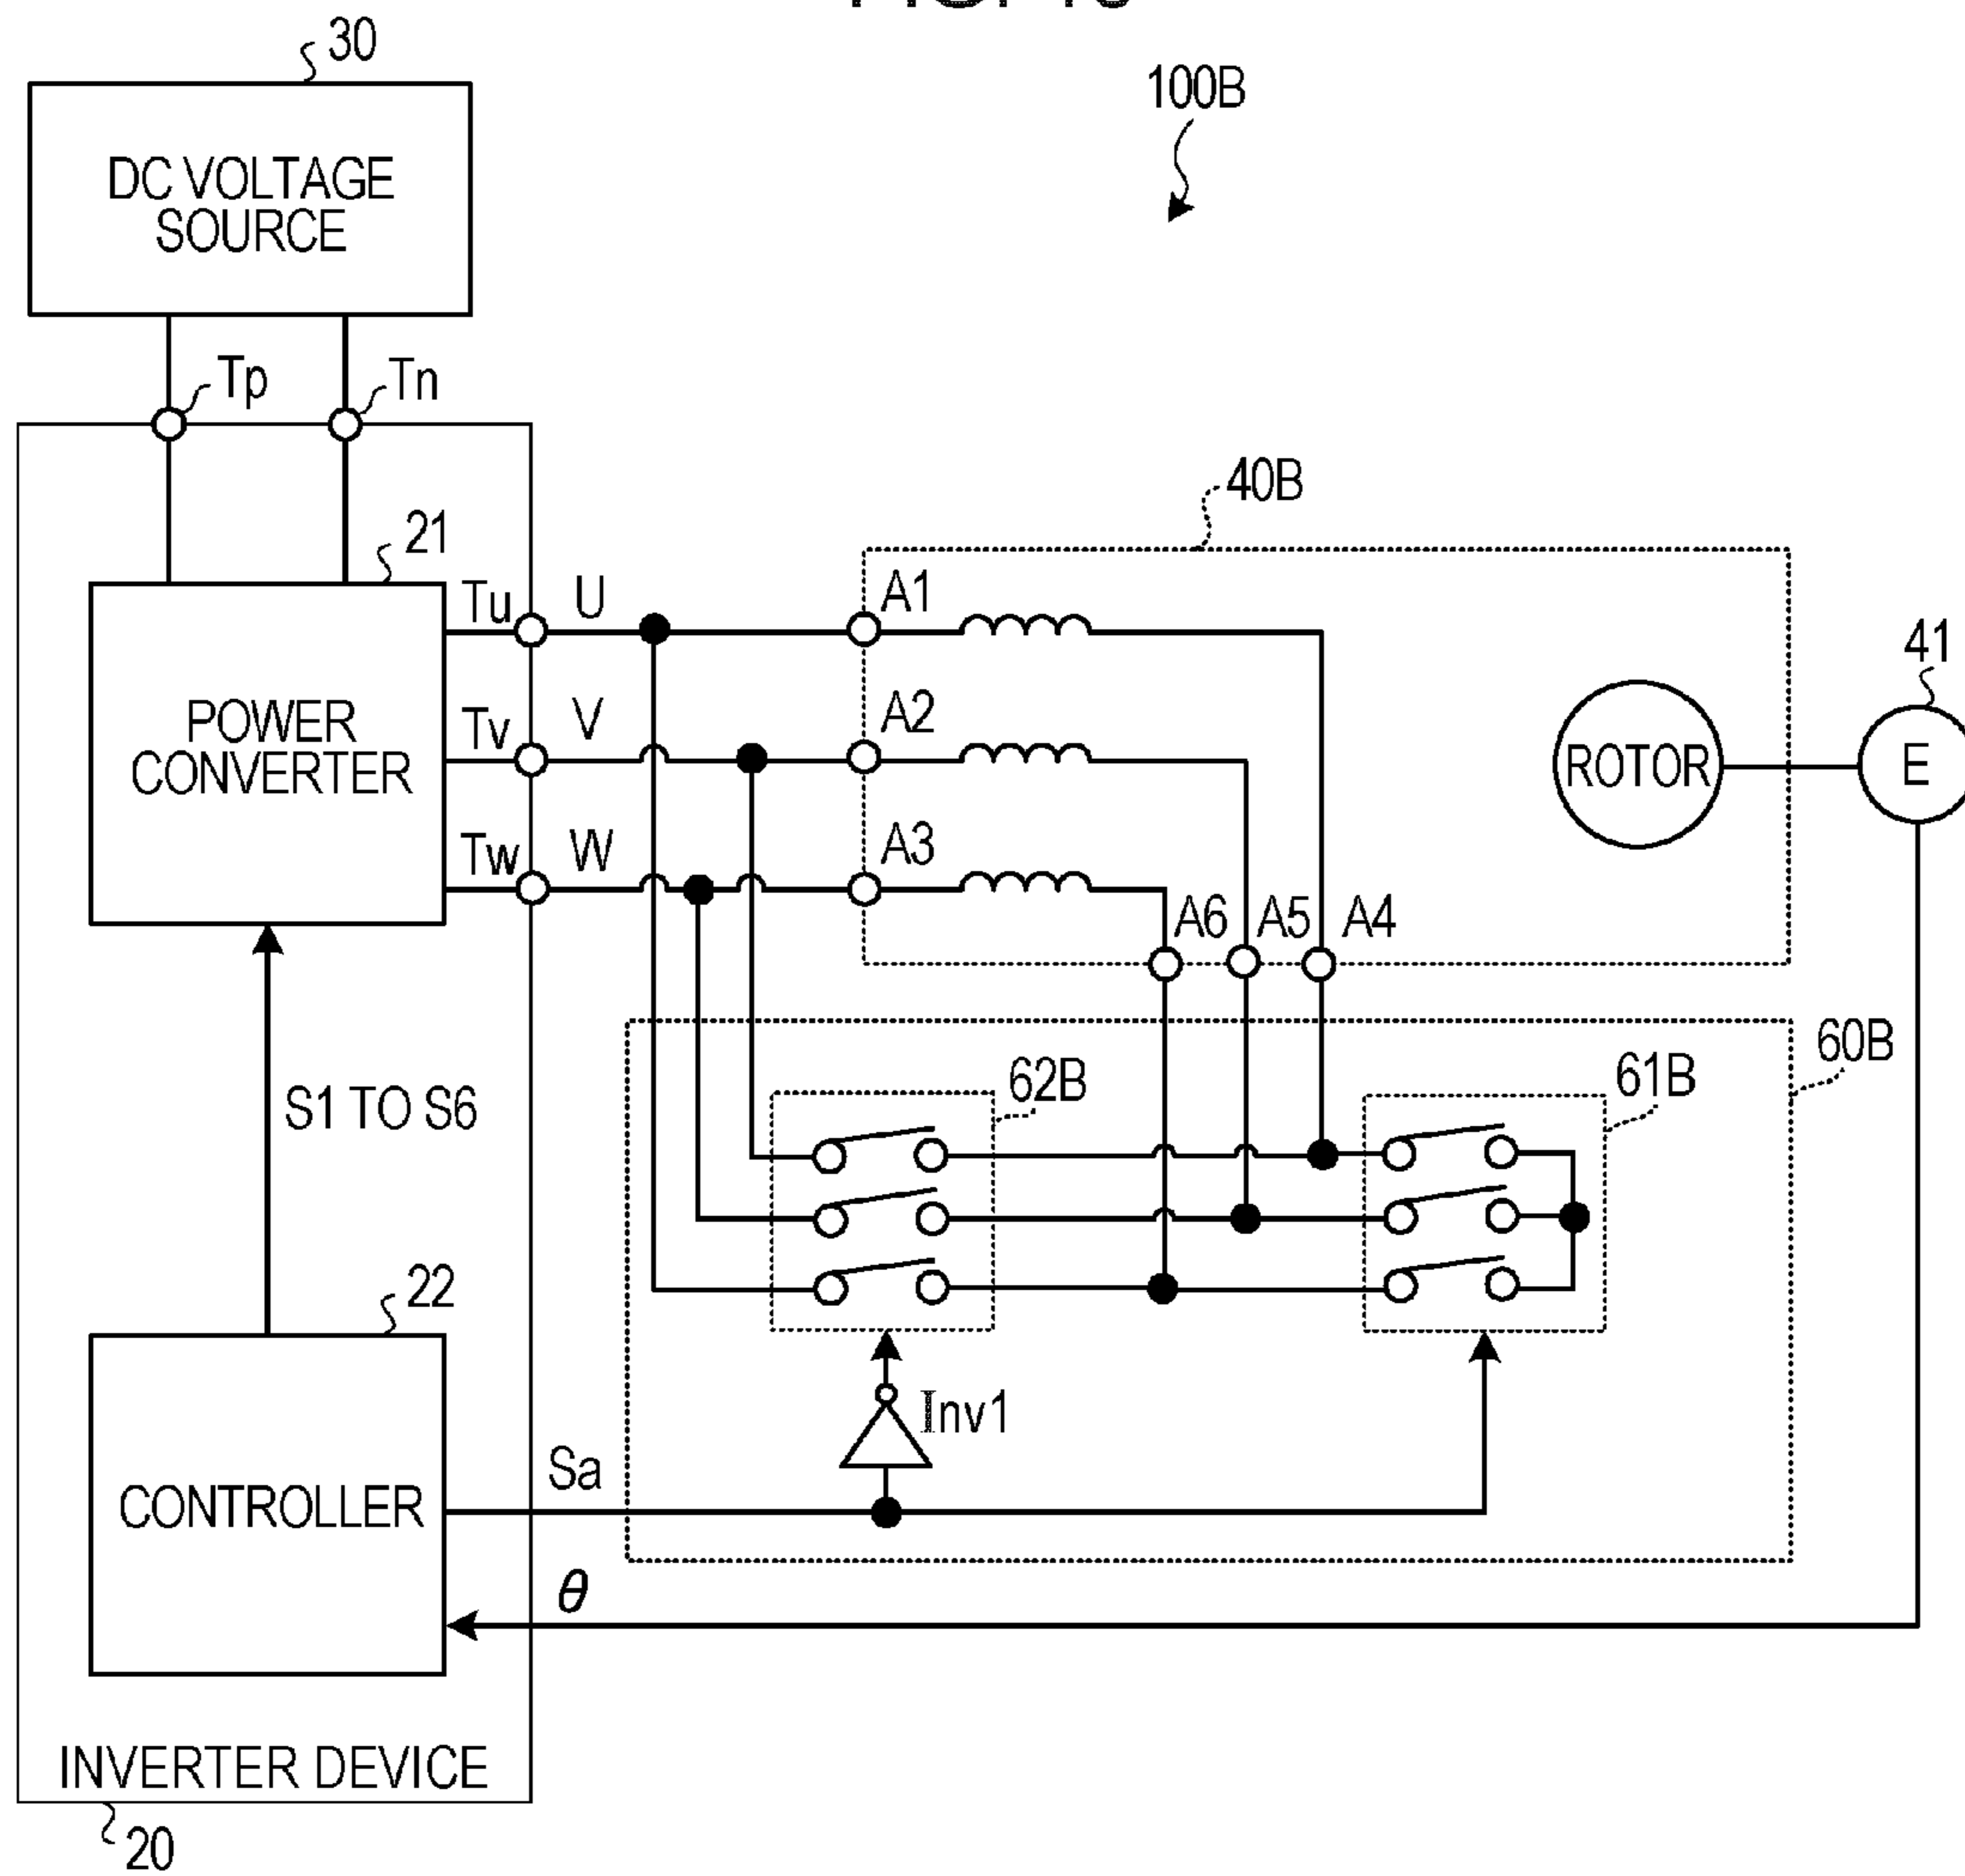 30
100B
DC VOLTAGE
SOURCE
Tp
Tn
40B
21
Tu
U
A1
41
POWER
CONVERTER
Tv
V
A2
ROTOR
E
Tw
W
A3
A6
A5
A4
60B
62B
61B
S1 TO S6
22
Inv1
CONTROLLER
Sa
θ
INVERTER DEVICE
20